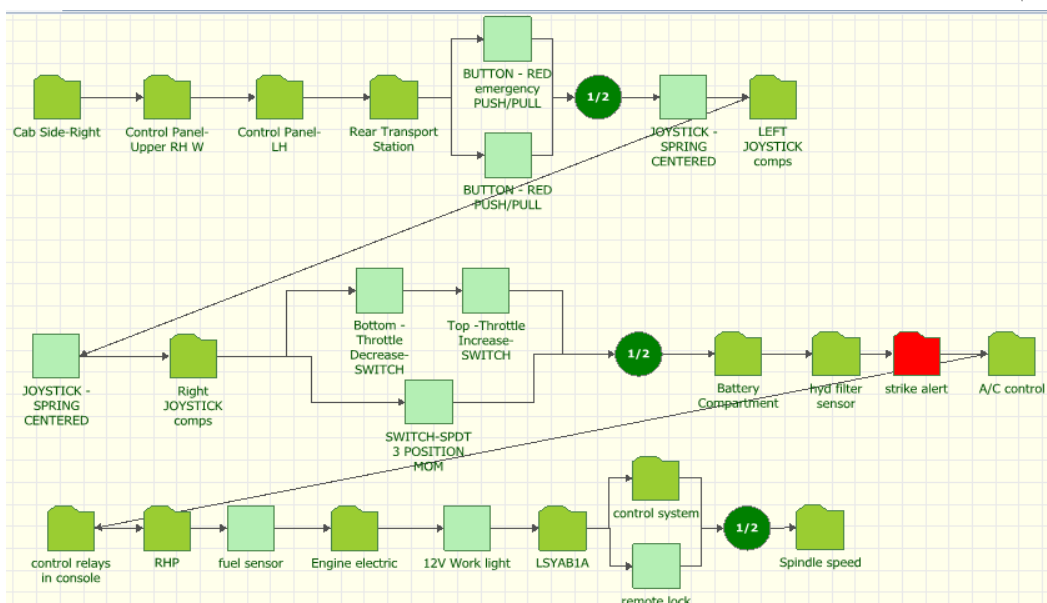 BUTTON - RED
emergency
PUSH/PULL
1/2
Cab Side-Right
Control Panel-
Upper RH W
Control Panel-
LH
Rear Transport
Station
JOYSTICK -
SPRING
CENTERED
LEFT
JOYSTICK
comps
BUTTON - RED
PUSH/PULL
Bottom -
Throttle
Decrease-
SWITCH
Top -Throttle
Increase-
SWITCH
1/2
JOYSTICK -
SPRING
CENTERED
Right
JOYSTICK
comps
SWITCH-SPDT
3 POSITION
MOM
Battery
Compartment
hyd filter
sensor
strike alert
A/C control
control system
1/2
control relays
in console
RHP
fuel sensor
Engine electric
12V Work light
LSYAB1A
Spindle speed
remote lock